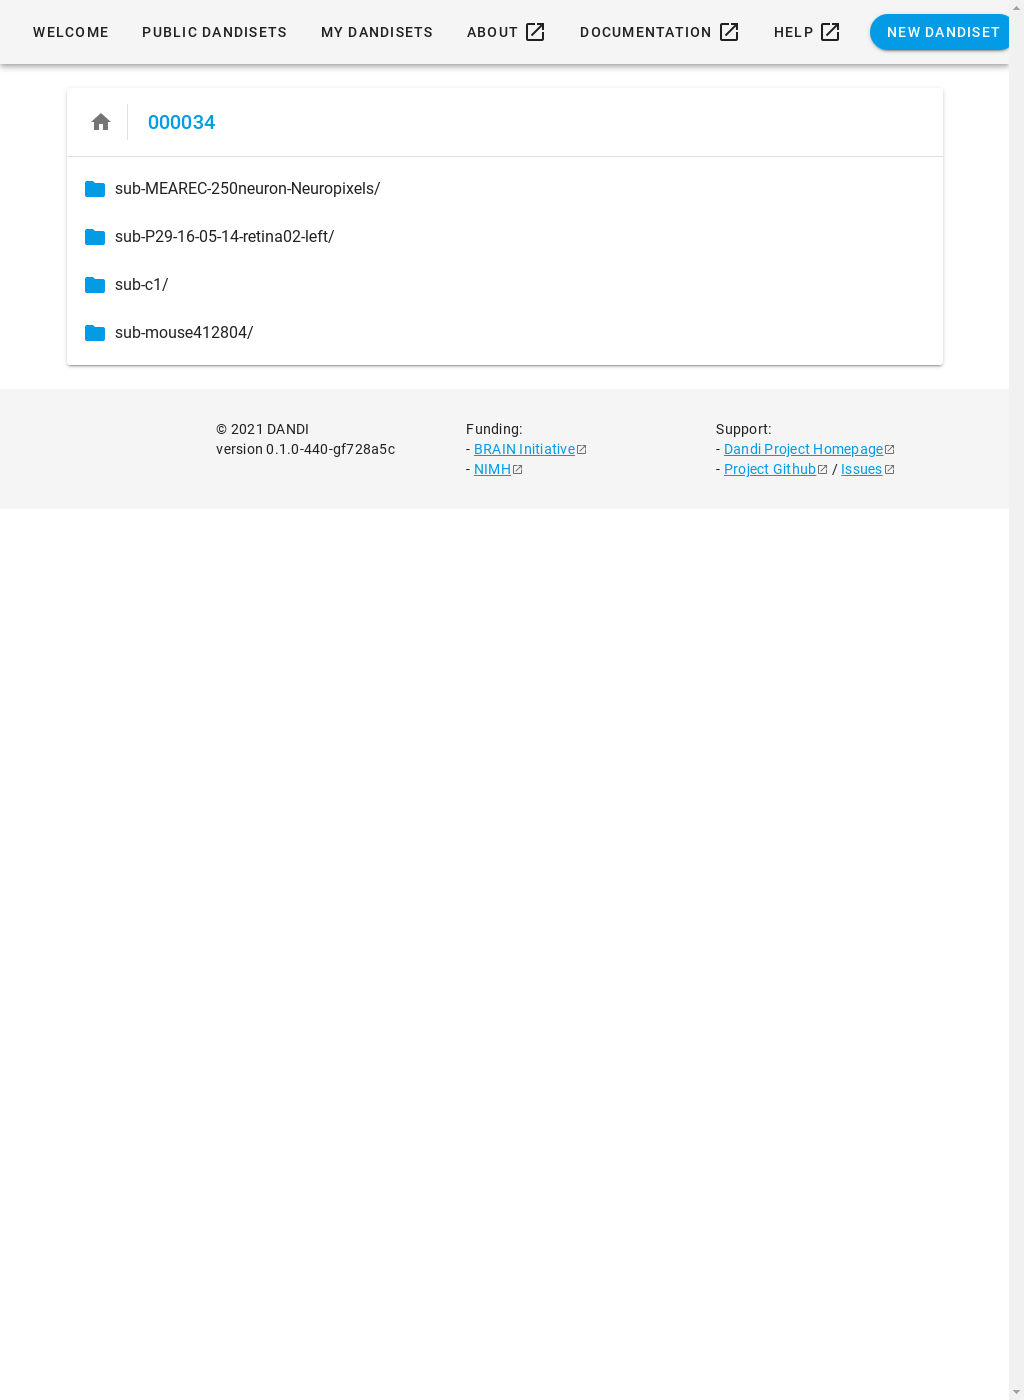 WELCOME PUBLIC DANDISETS MY DANDISETS ABOUT DOCUMENTATION HELP NEW DANDISET
000034
sub-MEAREC-250neuron-Neuropixels/
sub-P29-16-05-14-retina02-left/
sub-c1/
sub-mouse412804/
© 2021 DANDI
version 0.1.0-440-gf728a5c
Funding:
- BRAIN Initiative
- NIMH
Support:
- Dandi Project Homepage
- Project Github / Issues